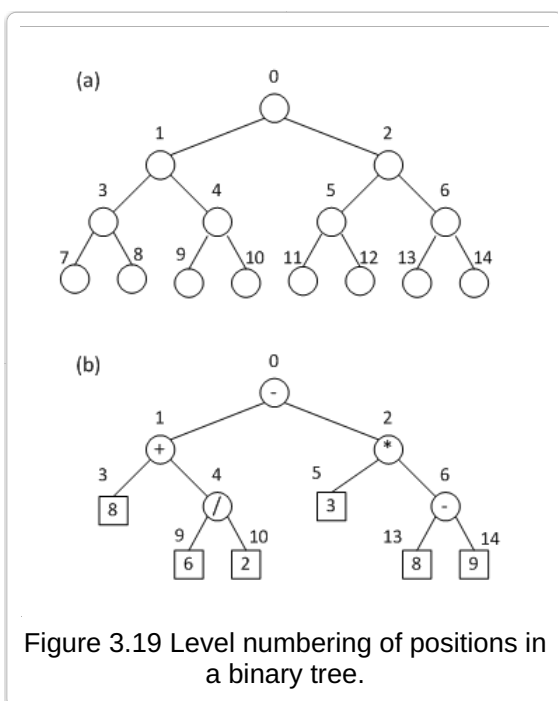 (a)
0
1 2
3 4 5 6
7 8 9 10 11 12 13 14
(b)
0
-
1 2
+ *
3 4 5 6
8 / 3 -
9 10 13 14
6 2 8 9
Figure 3.19 Level numbering of positions in
a binary tree.